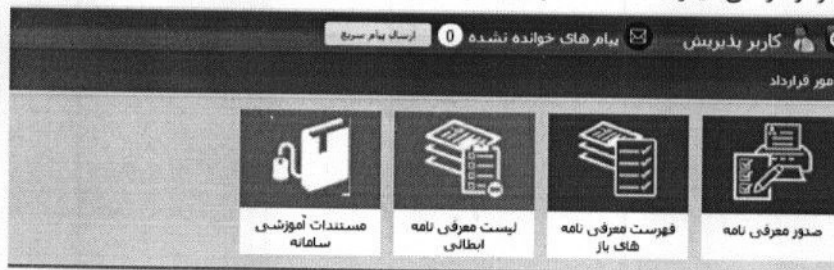 کاربر پذیرش
پیام های خوانده نشده 0
ارسال پیام سریع
مور قرارداد
صدور معرفی نامه
فهرست معرفی نامه
های باز
لیست معرفی نامه
ابطالی
مستندات آموزشی
سامانه